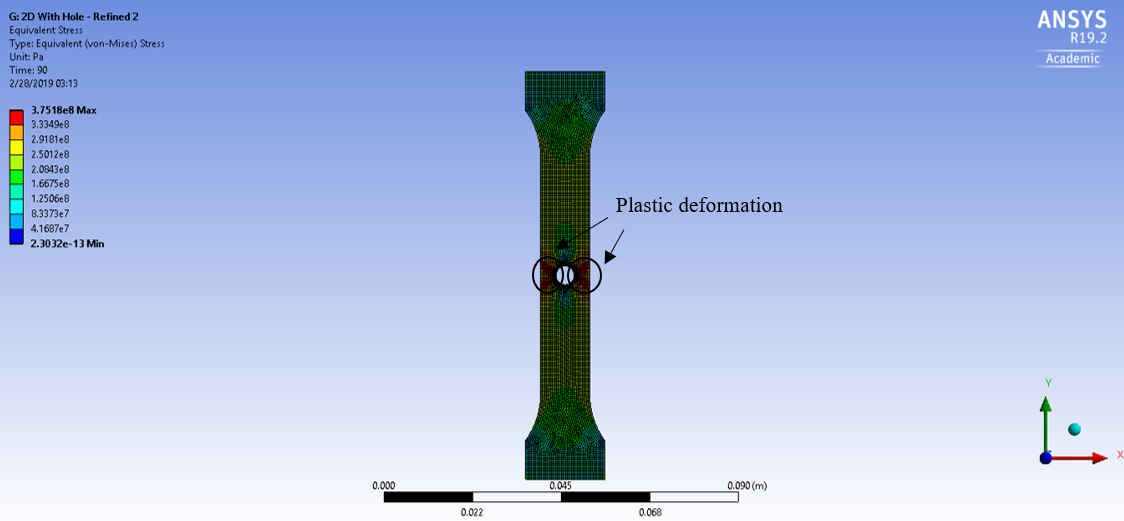 G: 2D With Hole - Refined 2
Equivalent Stress
Type: Equivalent (von-Mises) Stress
Unit: Pa
Time: 90
2/28/2019 03:13
3.7518e8 Max
3.3349e8
2.9181e8
2.5012e8
2.0843e8
1.6675e8
1.2506e8
8.3373e7
4.1687e7
2.3032e-13 Min
ANSYS
R19.2
Academic
Plastic deformation
Y
X
0.000
0.045
0.090 (m)
0.022
0.068